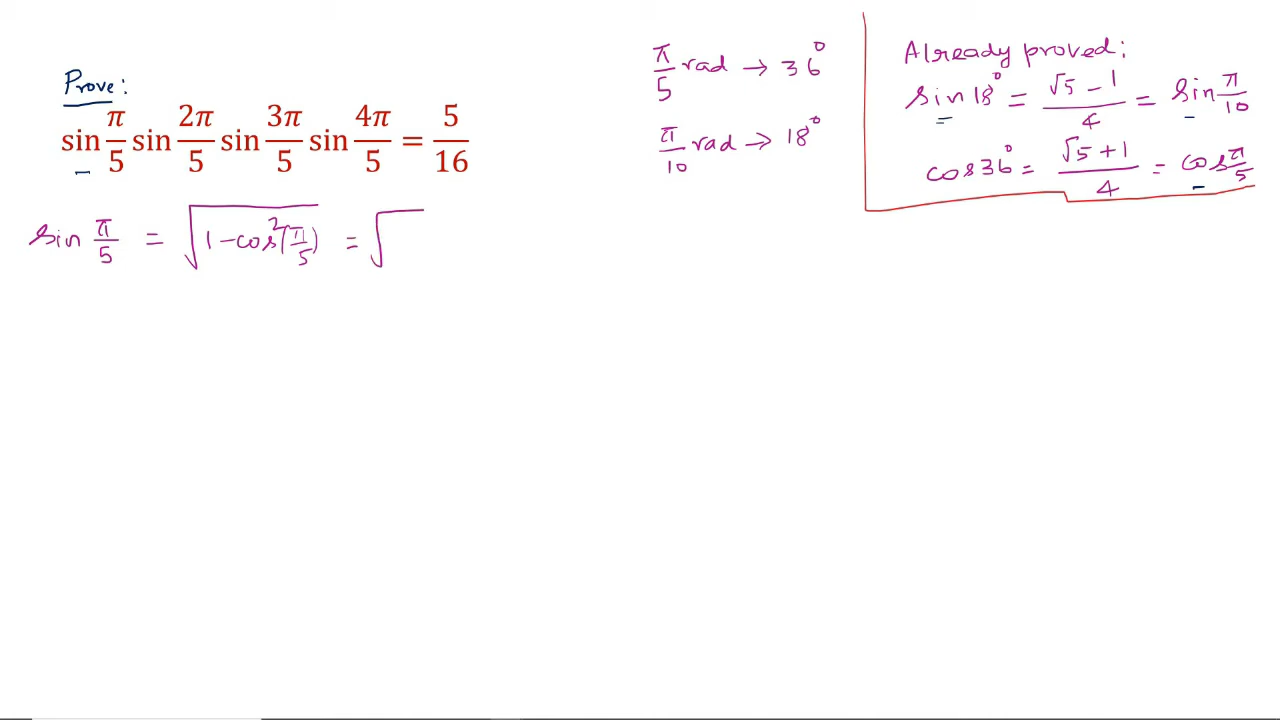 Prove:
sin π/5 sin 2π/5 sin 3π/5 sin 4π/5 = 5/16
sin π/5 = √(1-cos²(π/5)) = √
π/5 rad → 36°
π/10 rad → 18°
Already proved:
sin 18° = (√5 - 1)/4 = sin π/10
cos 36° = (√5 + 1)/4 = cos π/5